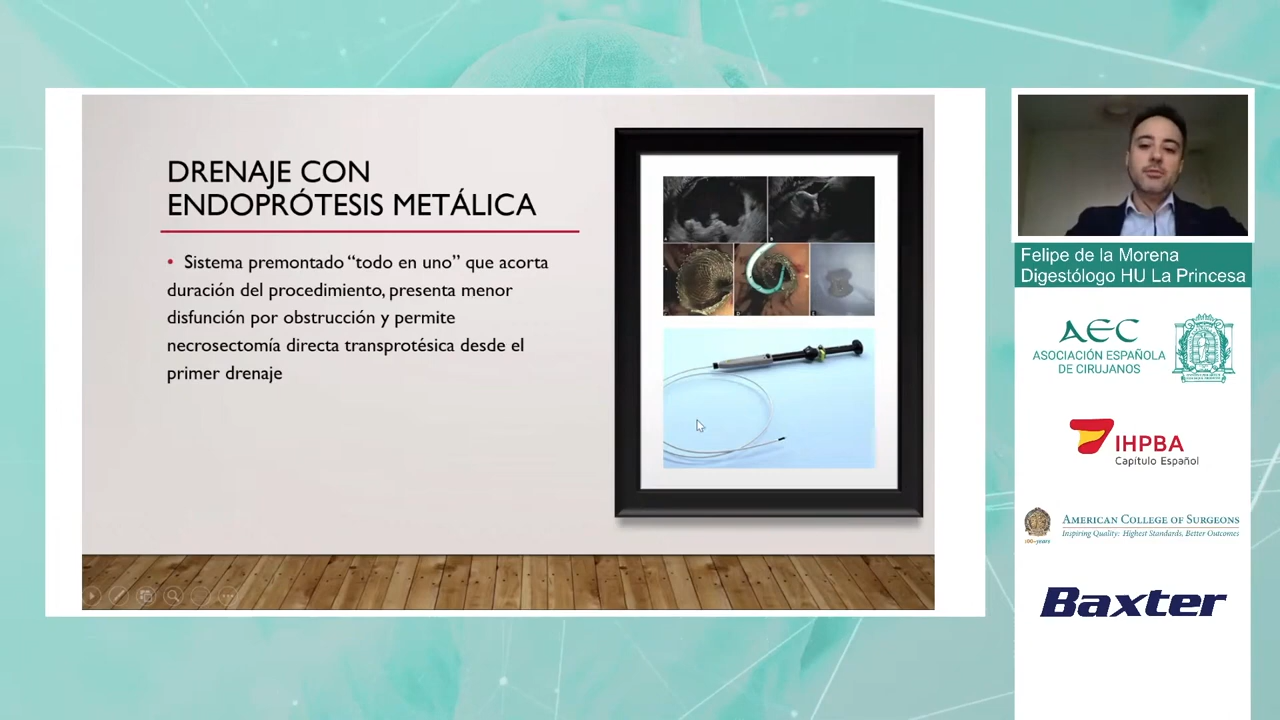 DRENAJE CON
ENDOPRÓTESIS METÁLICA
• Sistema premontado “todo en uno” que acorta
duración del procedimiento, presenta menor
disfunción por obstrucción y permite
necrosectomía directa transprotésica desde el
primer drenaje
Felipe de la Morena
Digestólogo HU La Princesa
AEC
ASOCIACIÓN ESPAÑOLA
DE CIRUJANOS
IHPBA
Capítulo Español
AMERICAN COLLEGE OF SURGEONS
Inspiring Quality: Highest Standards, Better Outcomes
100+years
Baxter